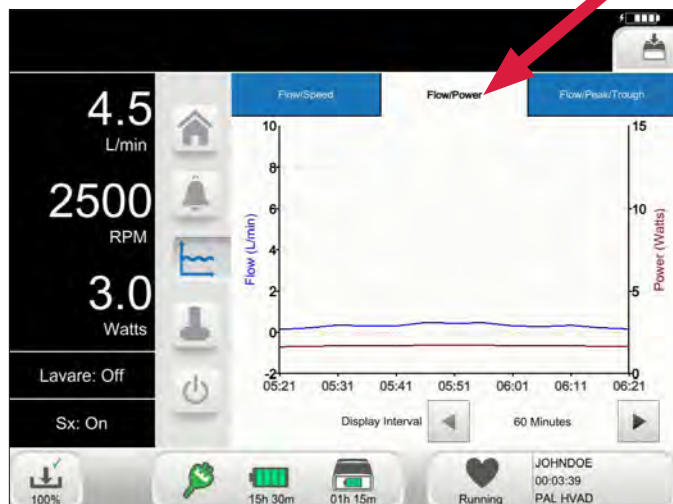 4.5
L/min
2500
RPM
3.0
Watts
Lavare: Off
Sx: On
Flow/Speed
Flow/Power
Flow/Peak/Trough
Flow (L/min)
10
8
6
4
2
0
-2
Power (Watts)
15
10
5
0
05:21 05:31 05:41 05:51 06:01 06:11 06:21
Display Interval 60 Minutes
100%
15h 30m
01h 15m
Running
JOHNDOE
00:03:39
PAL HVAD